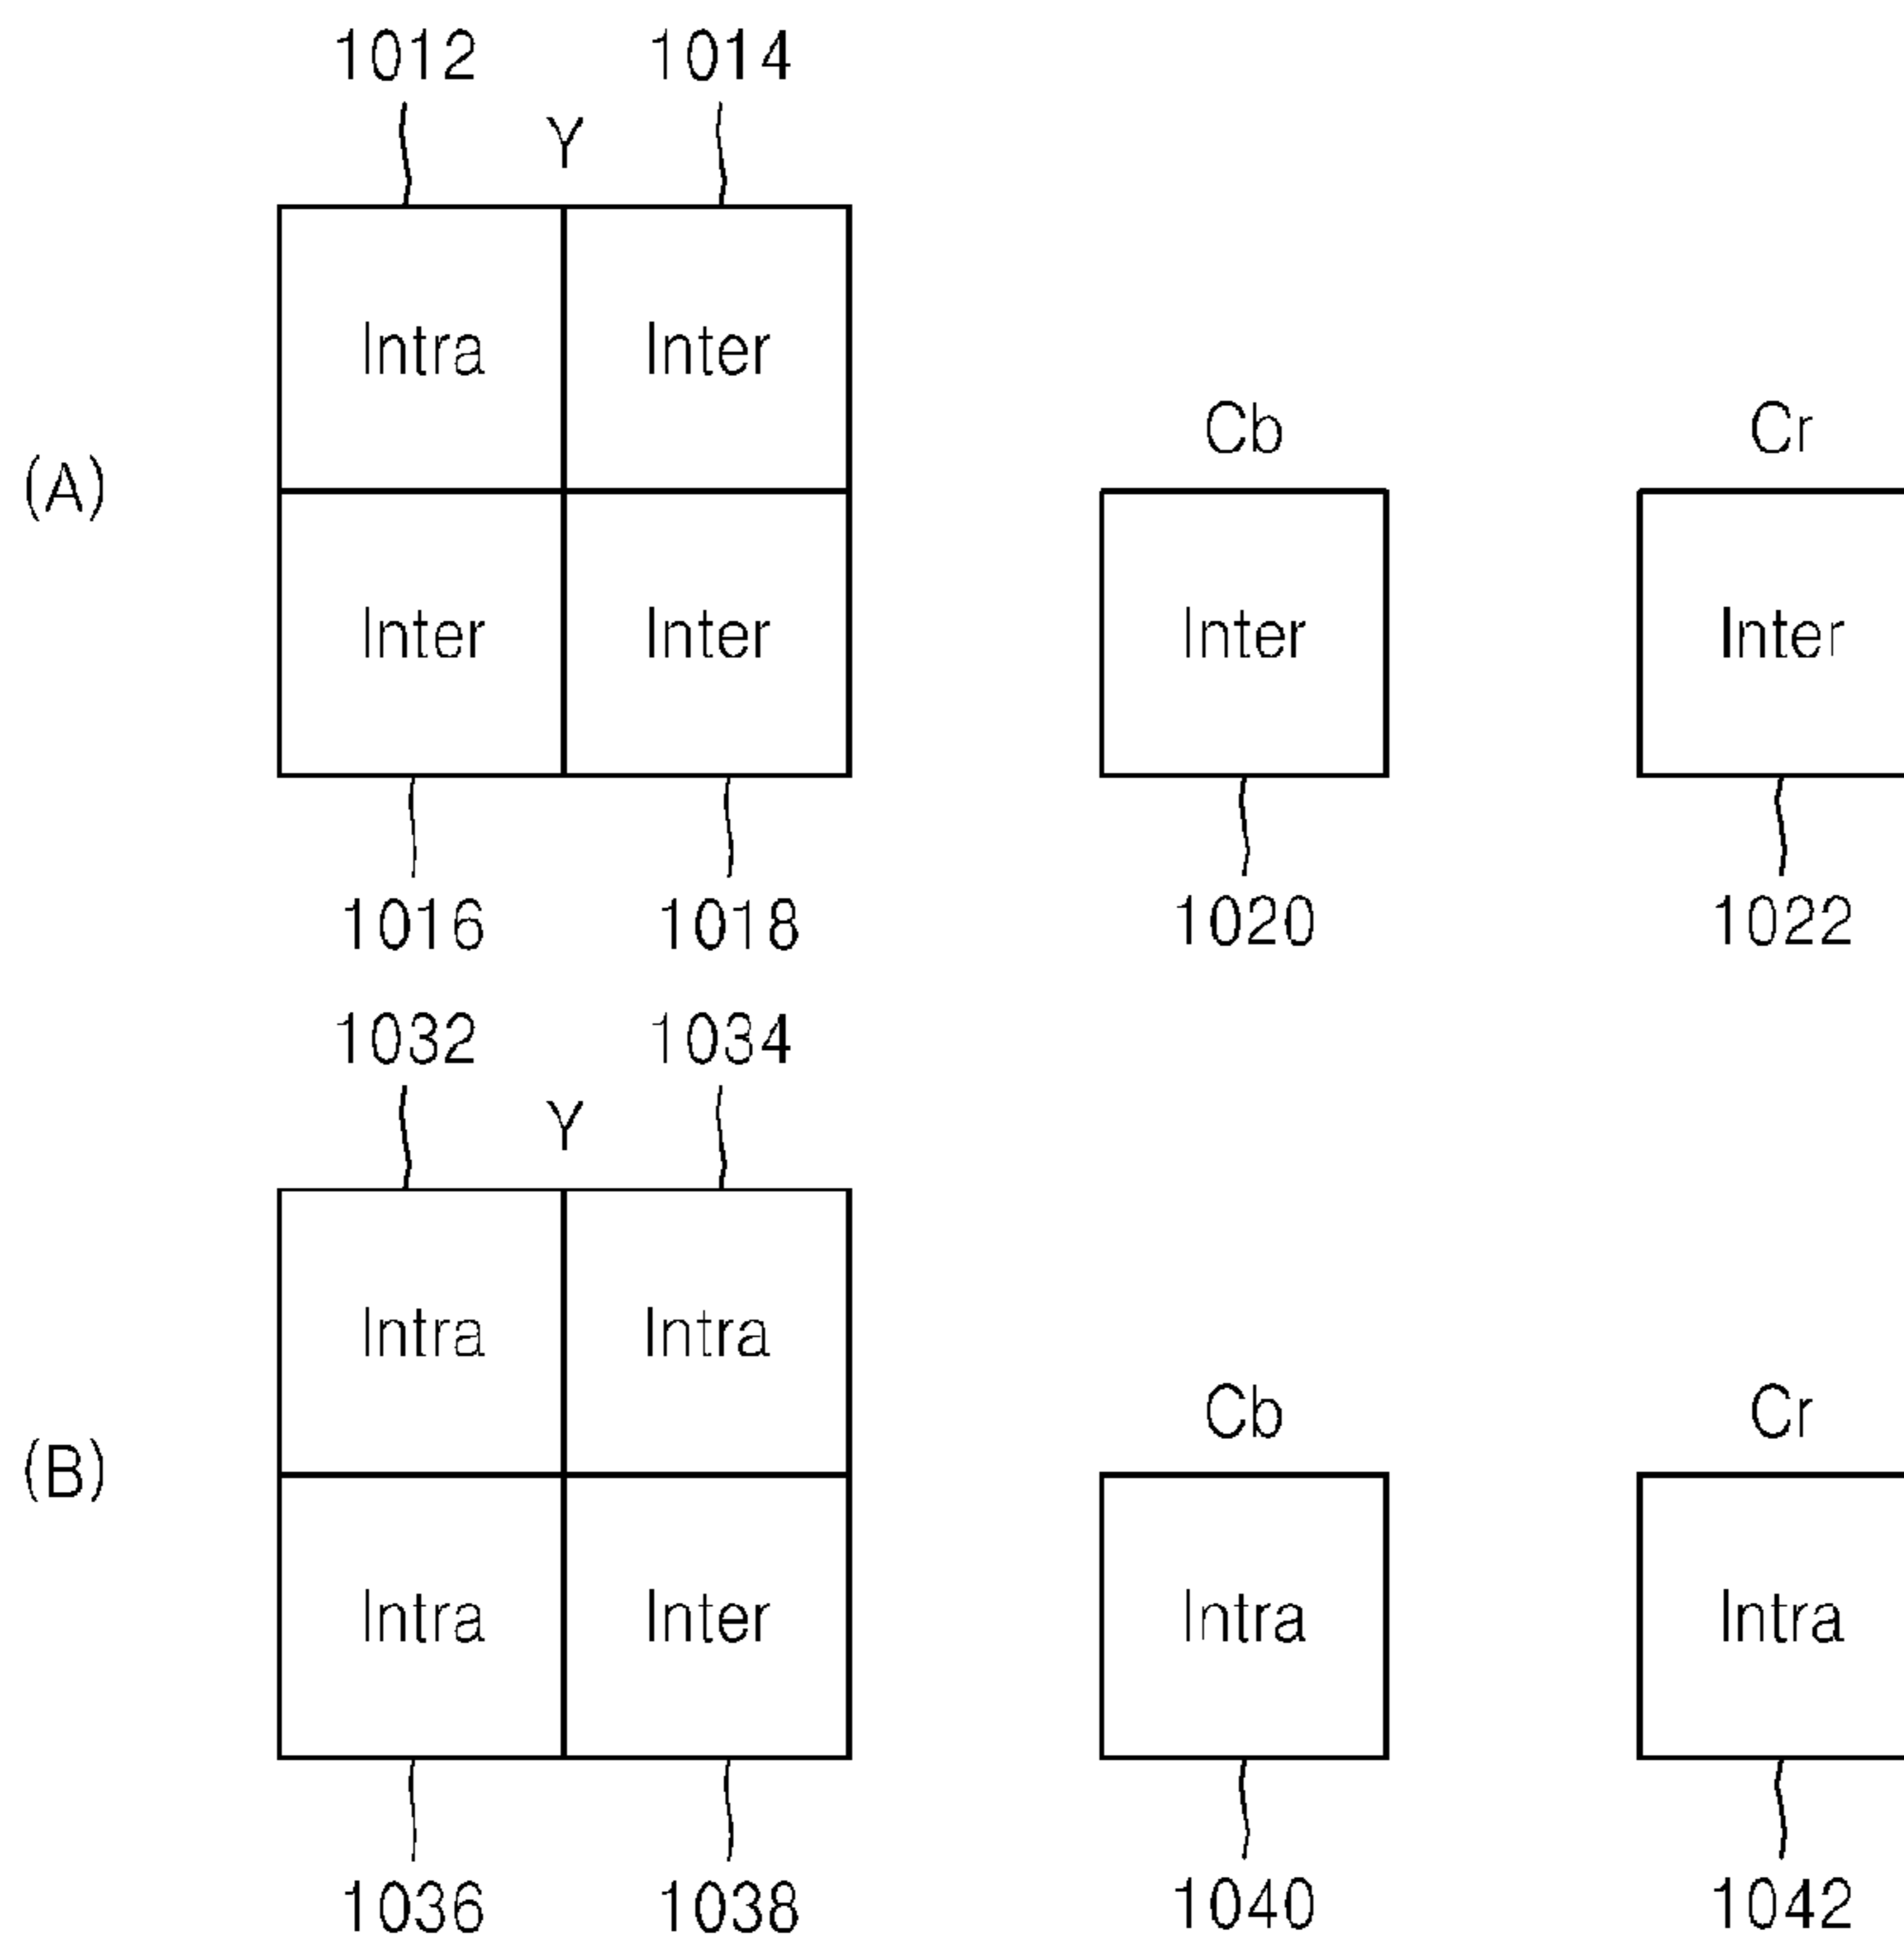 1012 1014
Y
Intra Inter
Cb Cr
(A)
Inter Inter Inter Inter
1016 1018 1020 1022
1032 1034
Y
Intra Intra
Cb Cr
(B)
Intra Inter Intra Intra
1036 1038 1040 1042